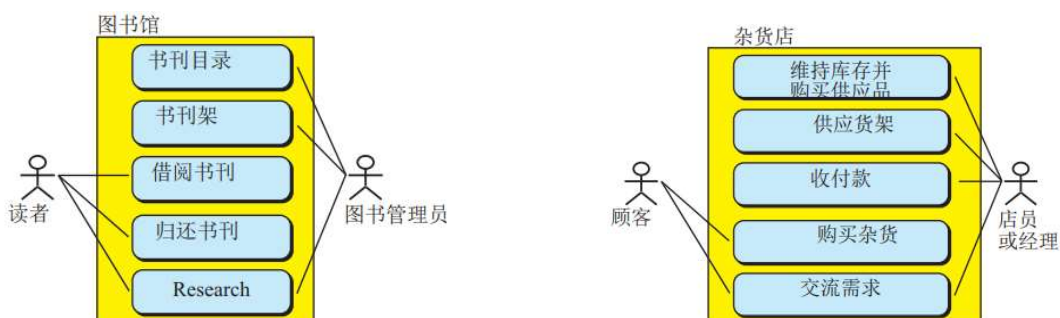 图书馆
书刊目录
书刊架
借阅书刊
归还书刊
Research
读者
图书管理员
杂货店
维持库存并
购买供应品
供应货架
收付款
购买杂货
交流需求
顾客
店员
或经理